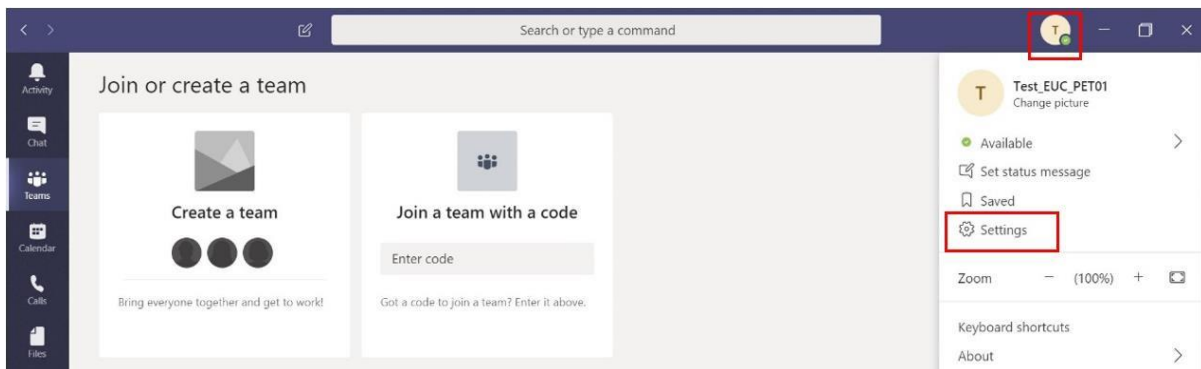 Search or type a command
T
Activity
Chat
Teams
Calendar
Calls
Files
Join or create a team
Create a team
Bring everyone together and get to work!
Join a team with a code
Enter code
Got a code to join a team? Enter it above.
T
Test_EUC_PET01
Change picture
Available
Set status message
Saved
Settings
Zoom — (100%) +
Keyboard shortcuts
About